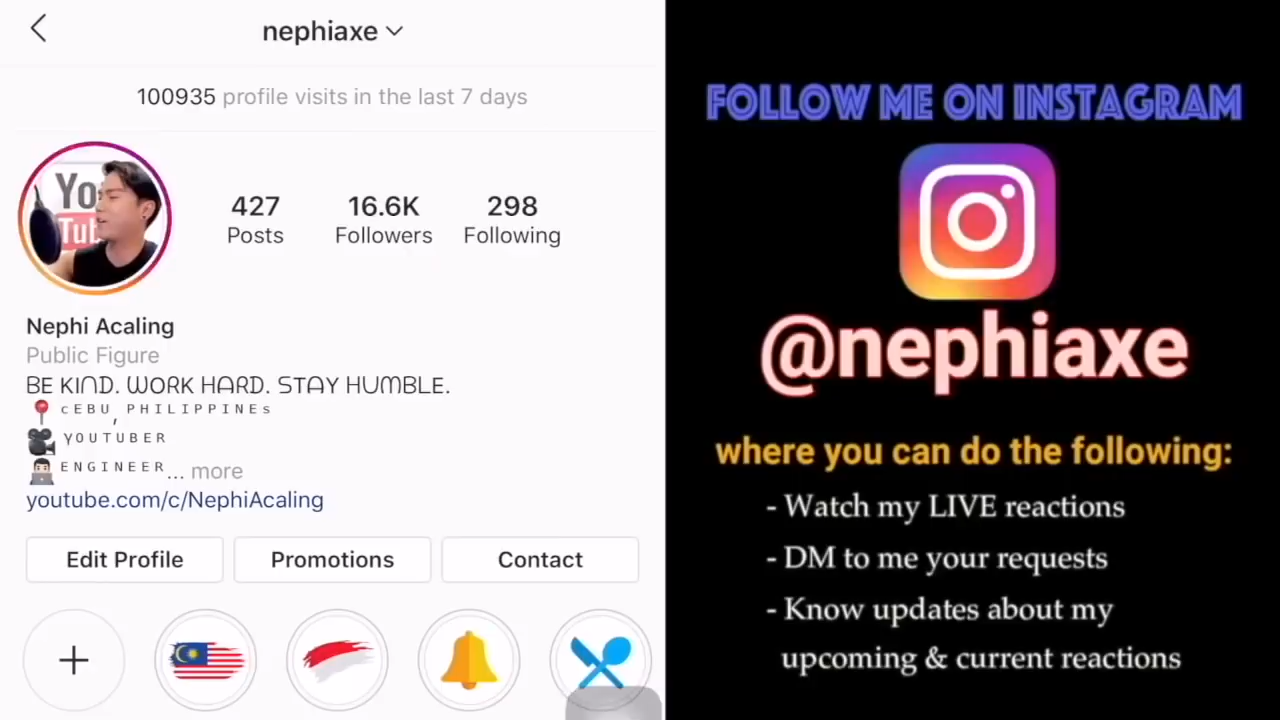 nephiaxe
100935 profile visits in the last 7 days
You
Tub
427
Posts
16.6K
Followers
298
Following
Nephi Acaling
Public Figure
BE KIND. WORK HARD. STAY HUMBLE.
📍 ᶜᴱᴮᵁ, ᴾᴴᴵᴸᴵᴾᴾᴵᴺᴱˢ
🎥 ʸᴼᵁᵀᵁᴮᴱᴿ
👨🏻‍💻 ᴱᴺᴳᴵᴺᴱᴱᴿ... more
youtube.com/c/NephiAcaling
Edit Profile
Promotions
Contact
FOLLOW ME ON INSTAGRAM
@nephiaxe
where you can do the following:
- Watch my LIVE reactions
- DM to me your requests
- Know updates about my
upcoming & current reactions